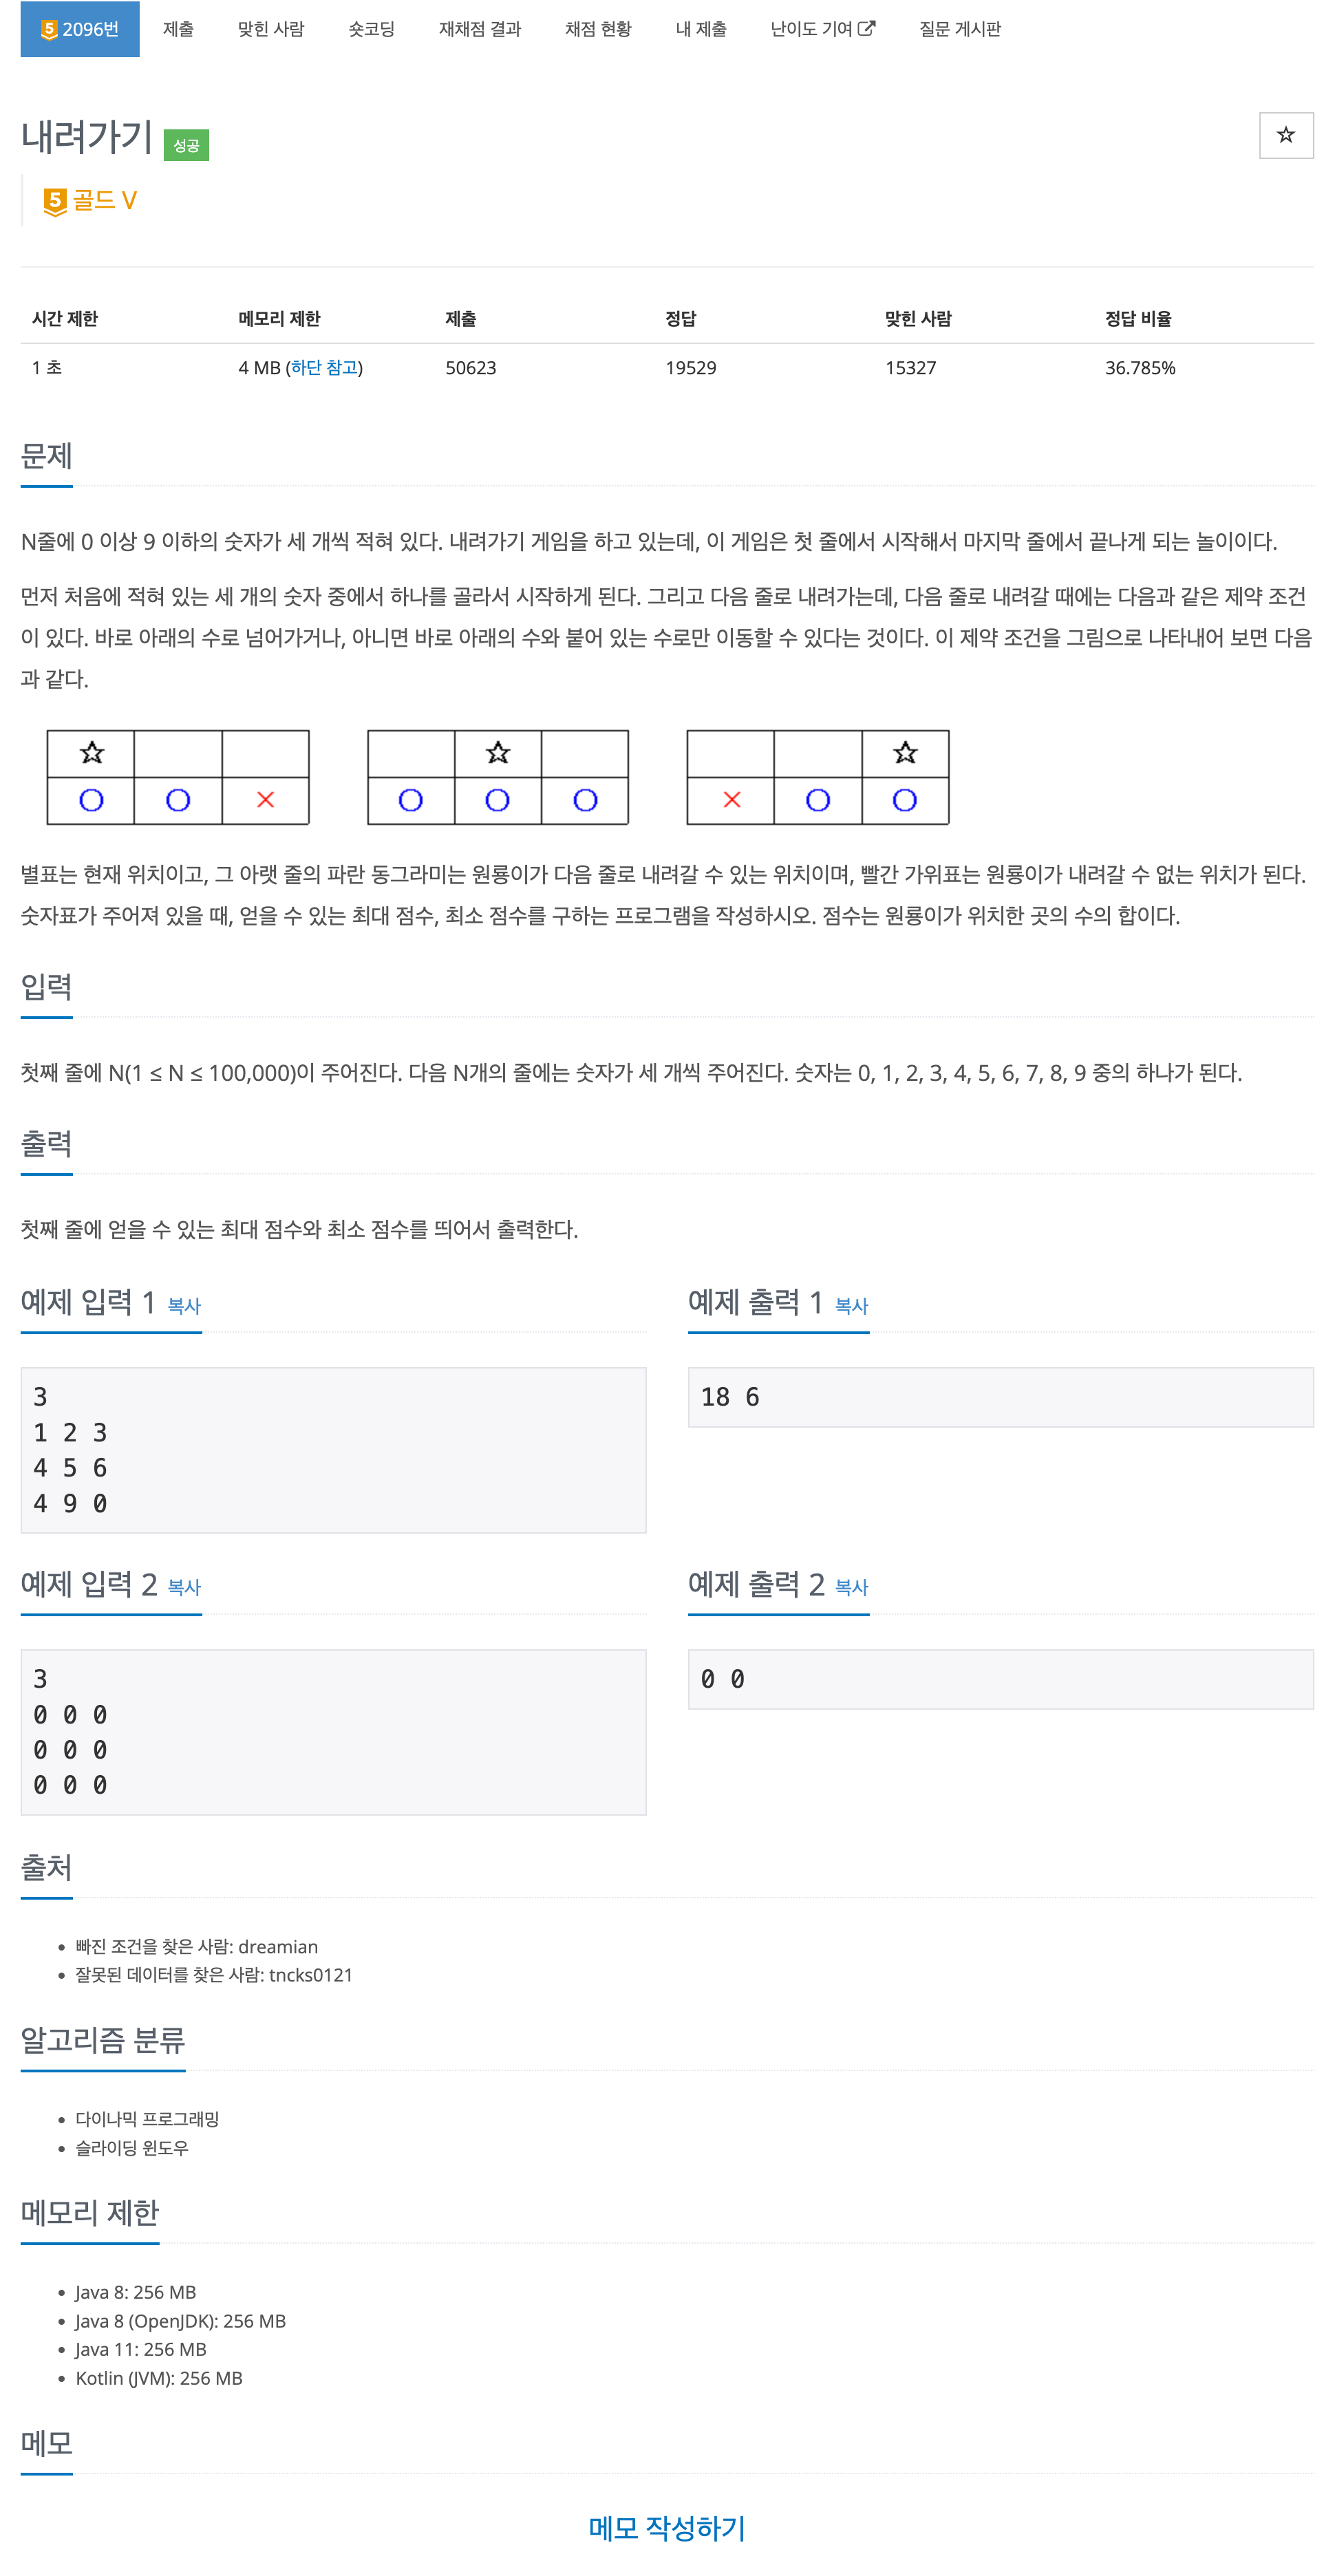 2096번 제출 맞힌 사람 숏코딩 재채점 결과 채점 현황 내 제출 난이도 기여 질문 게시판
내려가기 성공
5 골드 V
시간 제한 메모리 제한 제출 정답 맞힌 사람 정답 비율
1 초 4 MB (하단 참고) 50623 19529 15327 36.785%
문제
N줄에 0 이상 9 이하의 숫자가 세 개씩 적혀 있다. 내려가기 게임을 하고 있는데, 이 게임은 첫 줄에서 시작해서 마지막 줄에서 끝나게 되는 놀이이다.
먼저 처음에 적혀 있는 세 개의 숫자 중에서 하나를 골라서 시작하게 된다. 그리고 다음 줄로 내려가는데, 다음 줄로 내려갈 때에는 다음과 같은 제약 조건
이 있다. 바로 아래의 수로 넘어가거나, 아니면 바로 아래의 수와 붙어 있는 수로만 이동할 수 있다는 것이다. 이 제약 조건을 그림으로 나타내어 보면 다음
과 같다.
별표는 현재 위치이고, 그 아랫 줄의 파란 동그라미는 원룡이가 다음 줄로 내려갈 수 있는 위치이며, 빨간 가위표는 원룡이가 내려갈 수 없는 위치가 된다.
숫자표가 주어져 있을 때, 얻을 수 있는 최대 점수, 최소 점수를 구하는 프로그램을 작성하시오. 점수는 원룡이가 위치한 곳의 수의 합이다.
입력
첫째 줄에 N(1 ≤ N ≤ 100,000)이 주어진다. 다음 N개의 줄에는 숫자가 세 개씩 주어진다. 숫자는 0, 1, 2, 3, 4, 5, 6, 7, 8, 9 중의 하나가 된다.
출력
첫째 줄에 얻을 수 있는 최대 점수와 최소 점수를 띄어서 출력한다.
예제 입력 1 복사
3
1 2 3
4 5 6
4 9 0
예제 출력 1 복사
18 6
예제 입력 2 복사
3
0 0 0
0 0 0
0 0 0
예제 출력 2 복사
0 0
출처
빠진 조건을 찾은 사람: dreamian
잘못된 데이터를 찾은 사람: tncks0121
알고리즘 분류
다이나믹 프로그래밍
슬라이딩 윈도우
메모리 제한
Java 8: 256 MB
Java 8 (OpenJDK): 256 MB
Java 11: 256 MB
Kotlin (JVM): 256 MB
메모
메모 작성하기